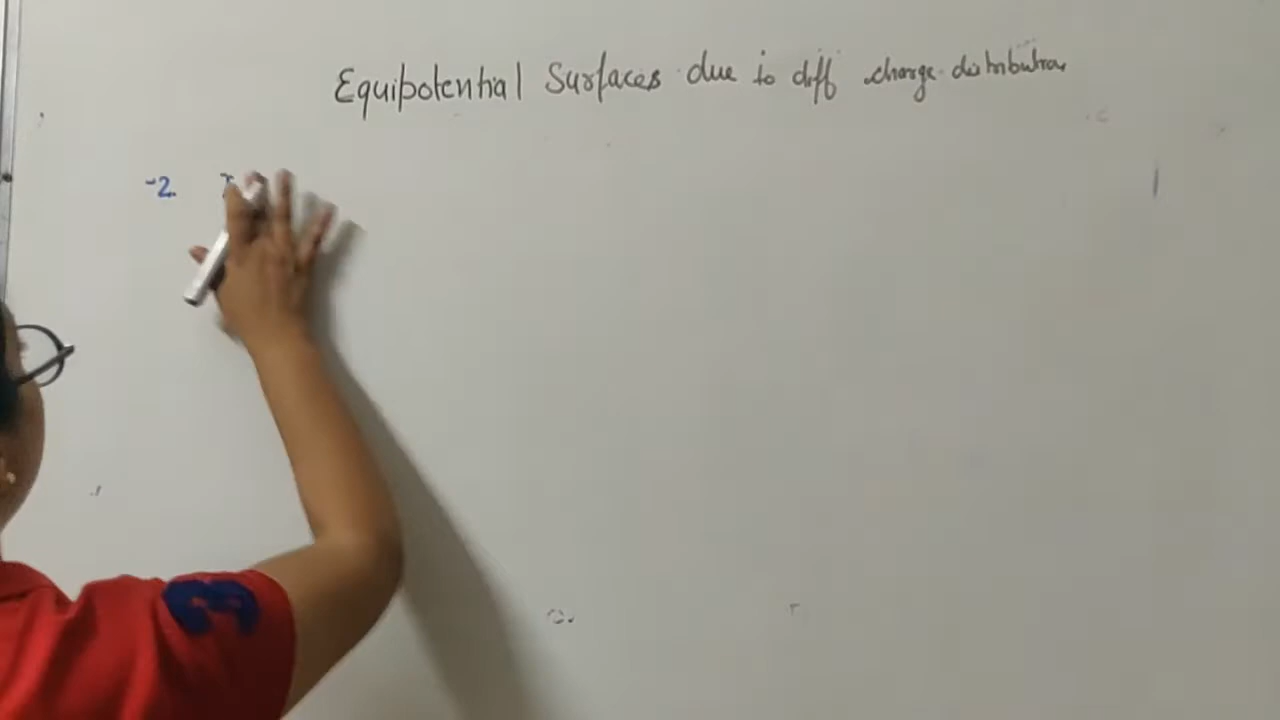 Equipotential Surfaces due to diff charge distribution
-2.